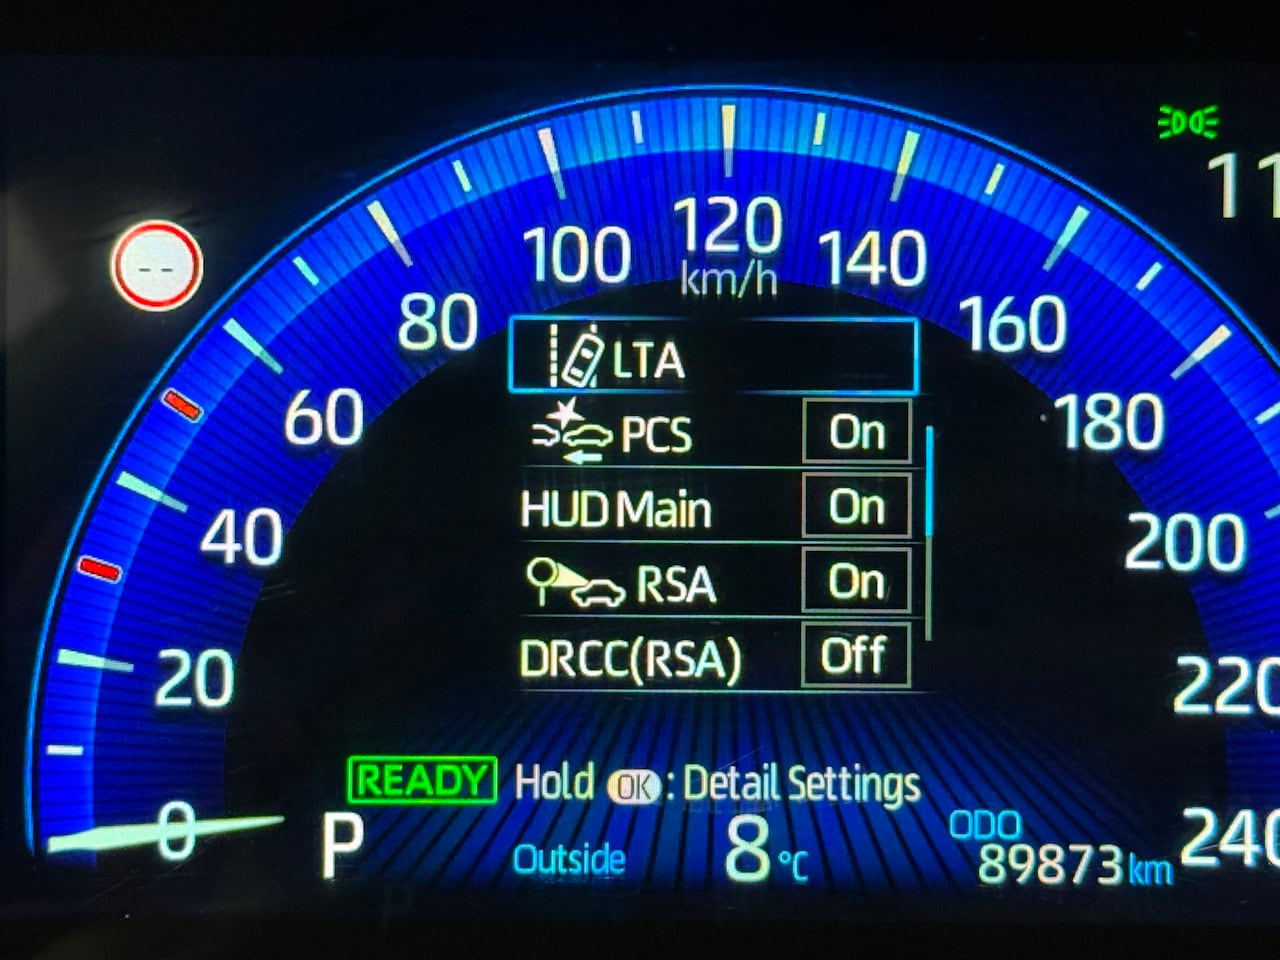 11
100
120
140
km/h
80
160
LTA
60
180
PCS On
HUD Main On
40
200
RSA On
DRCC(RSA) Off
20
220
READY Hold OK : Detail Settings
0
P
Outside 8 °C
ODO
89873 km
240
--